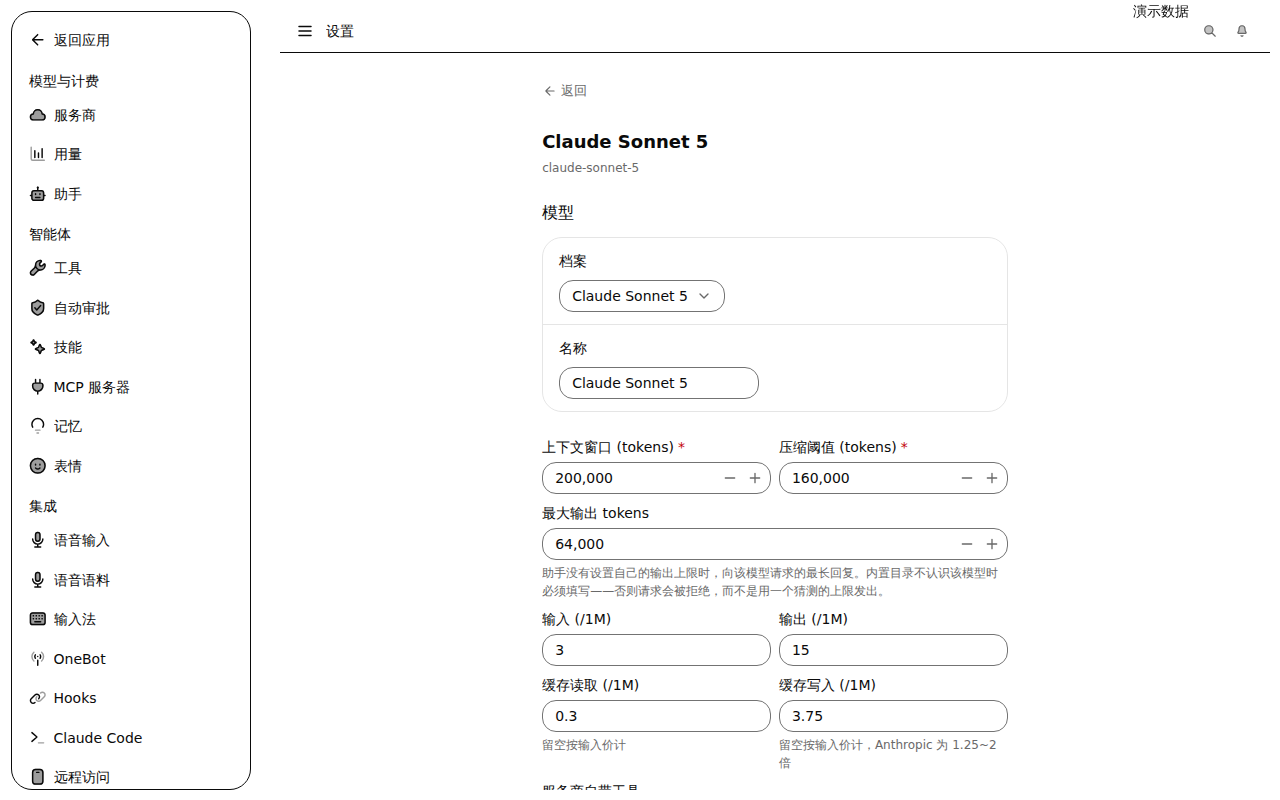 返回应用
模型与计费
服务商
用量
助手
智能体
工具
自动审批
技能
MCP 服务器
记忆
表情
集成
语音输入
语音语料
输入法
OneBot
Hooks
Claude Code
远程访问
设置
演示数据
返回
Claude Sonnet 5
claude-sonnet-5
模型
档案
Claude Sonnet 5
名称
Claude Sonnet 5
上下文窗口 (tokens) *
压缩阈值 (tokens) *
200,000
160,000
最大输出 tokens
64,000
助手没有设置自己的输出上限时，向该模型请求的最长回复。内置目录不认识该模型时
必须填写——否则请求会被拒绝，而不是用一个猜测的上限发出。
输入 (/1M)
输出 (/1M)
3
15
缓存读取 (/1M)
缓存写入 (/1M)
0.3
3.75
留空按输入价计
留空按输入价计，Anthropic 为 1.25~2
倍
服务商自带工具